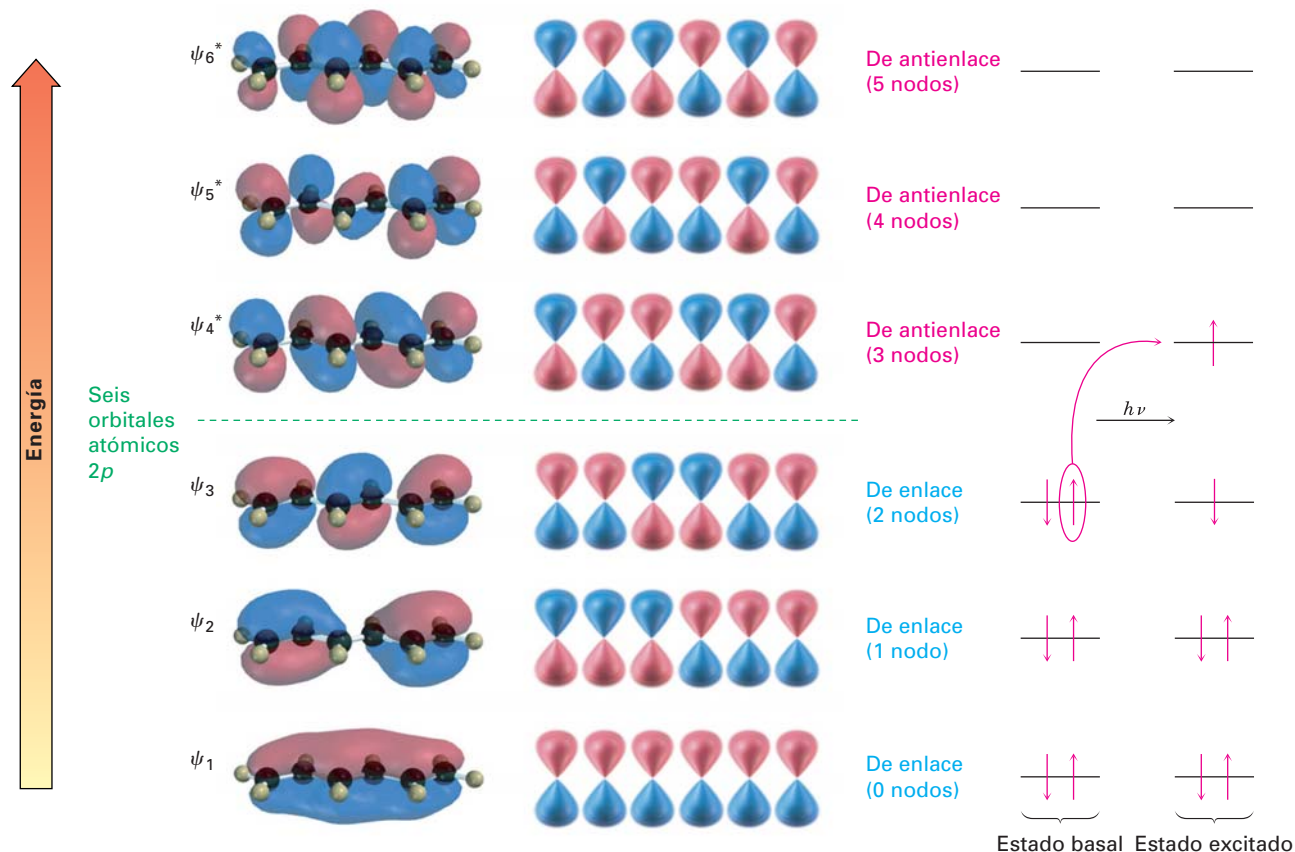 ψ6*
De antienlace
(5 nodos)
ψ5*
De antienlace
(4 nodos)
ψ4*
De antienlace
(3 nodos)
Energía
Seis
orbitales
atómicos
2p
hν
ψ3
De enlace
(2 nodos)
ψ2
De enlace
(1 nodo)
ψ1
De enlace
(0 nodos)
Estado basal Estado excitado